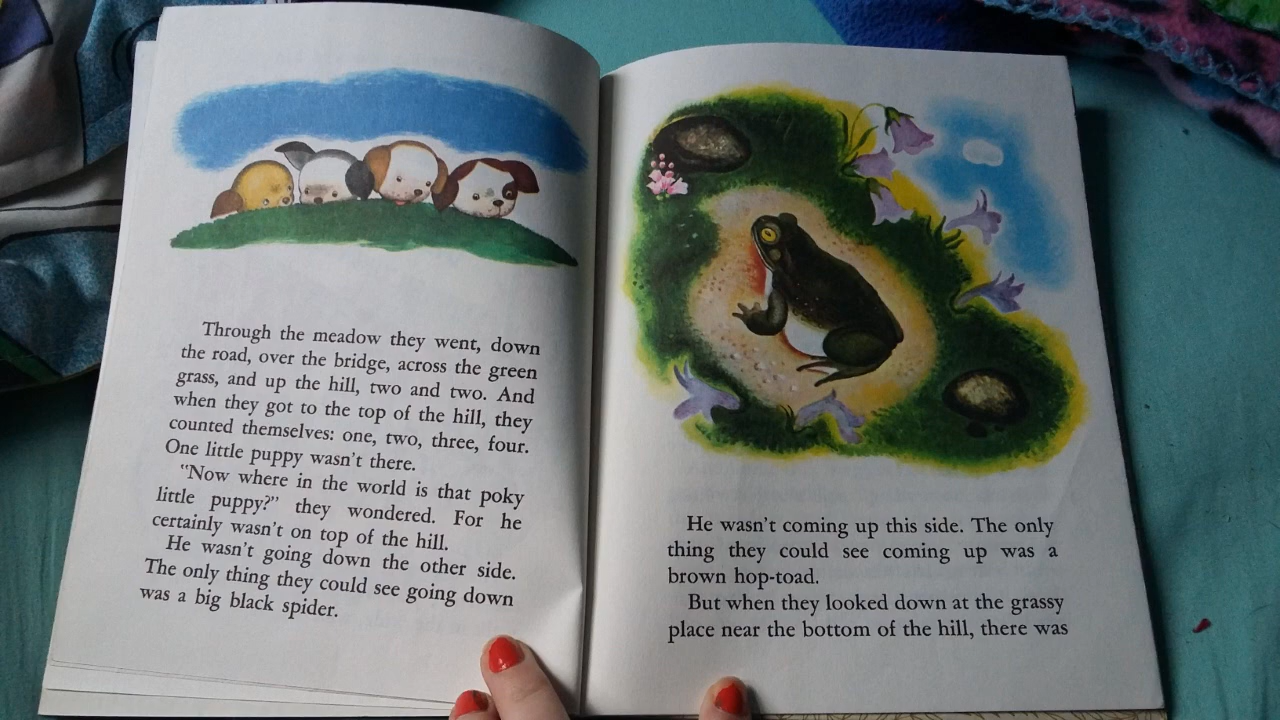 Through the meadow they went, down
the road, over the bridge, across the green
grass, and up the hill, two and two. And
when they got to the top of the hill, they
counted themselves: one, two, three, four.
One little puppy wasn't there.
"Now where in the world is that poky
little puppy?" they wondered. For he
certainly wasn't on top of the hill.
He wasn't going down the other side.
The only thing they could see going down
was a big black spider.
He wasn't coming up this side. The only
thing they could see coming up was a
brown hop-toad.
But when they looked down at the grassy
place near the bottom of the hill, there was